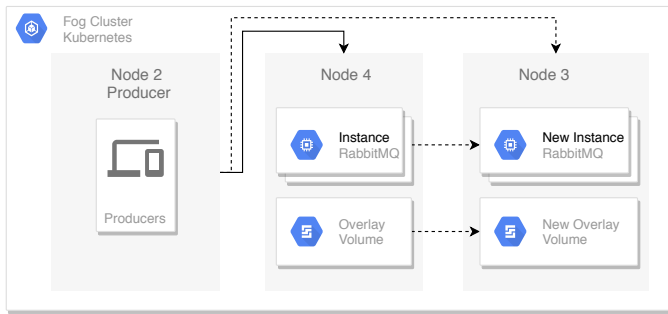 Fog Cluster
Kubernetes
Node 2
Producer
Producers
Node 4
Instance
RabbitMQ
Overlay
Volume
Node 3
New Instance
RabbitMQ
New Overlay
Volume